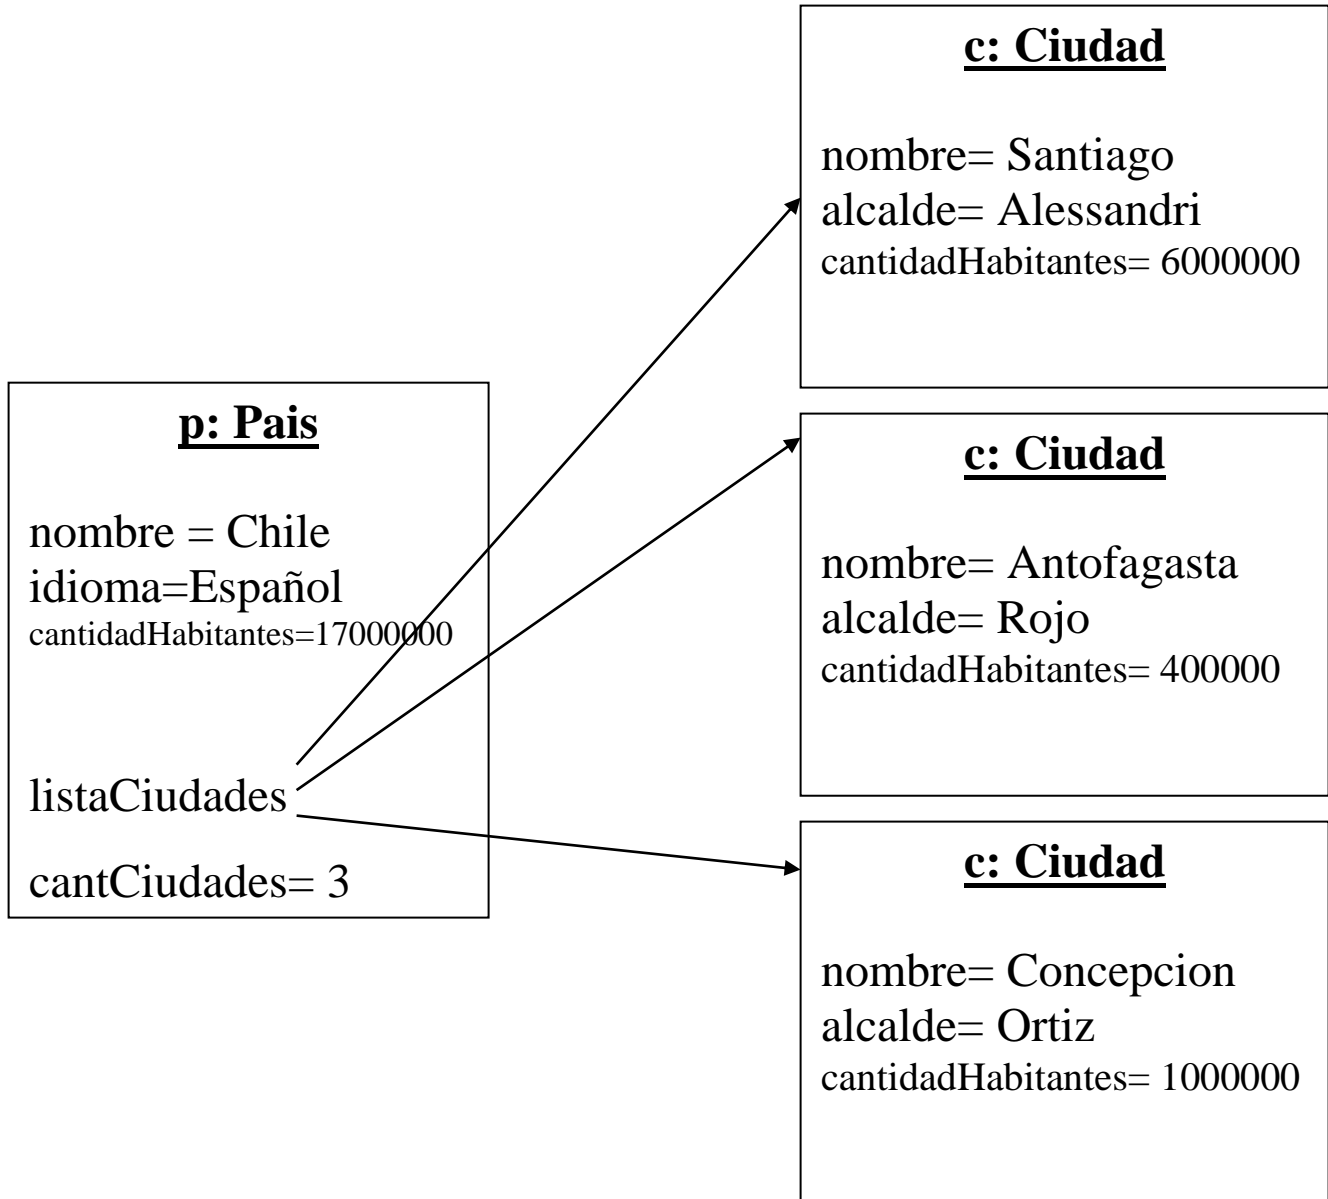 c: Ciudad
nombre= Santiago
alcalde= Alessandri
cantidadHabitantes= 6000000
p: Pais
nombre = Chile
idioma=Español
cantidadHabitantes=17000000
listaCiudades
cantCiudades= 3
c: Ciudad
nombre= Antofagasta
alcalde= Rojo
cantidadHabitantes= 400000
c: Ciudad
nombre= Concepcion
alcalde= Ortiz
cantidadHabitantes= 1000000